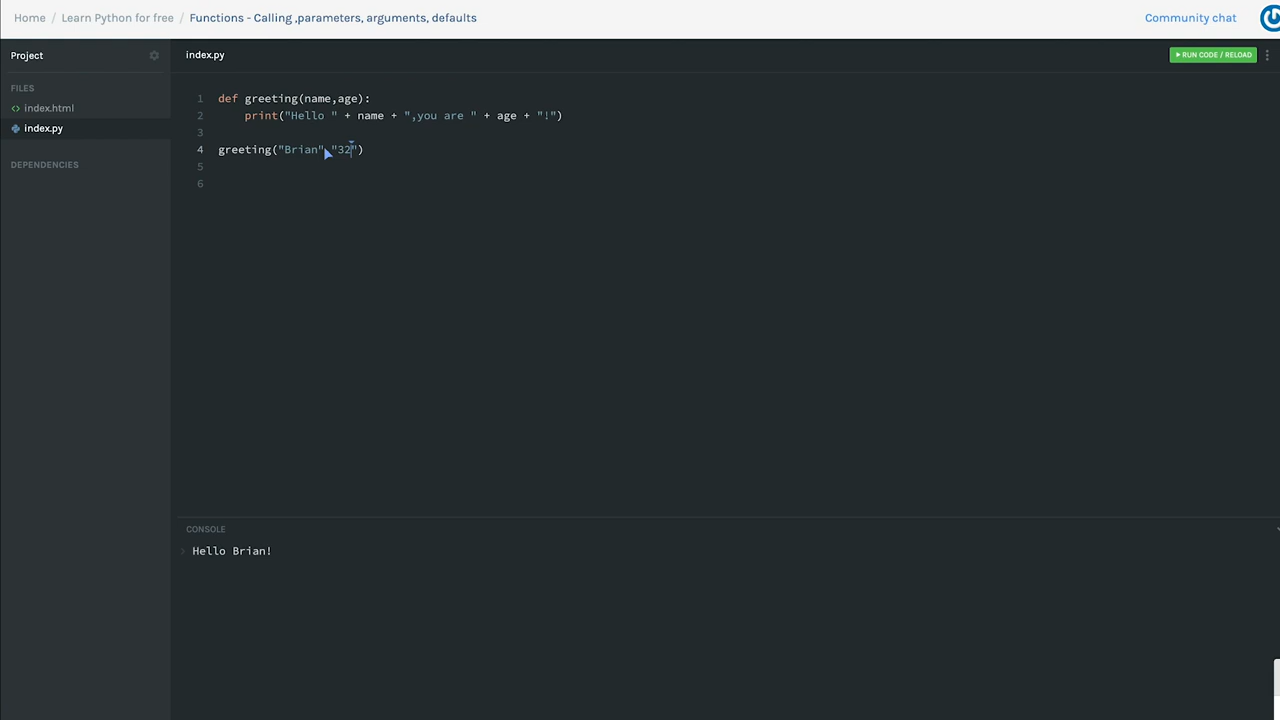 Home / Learn Python for free / Functions - Calling ,parameters, arguments, defaults
Community chat
Project
index.py
RUN CODE / RELOAD
FILES
<> index.html
index.py
DEPENDENCIES
1 def greeting(name,age):
2 print("Hello " + name + ",you are " + age + "!")
3
4 greeting("Brian" "32")
5
6
CONSOLE
> Hello Brian!